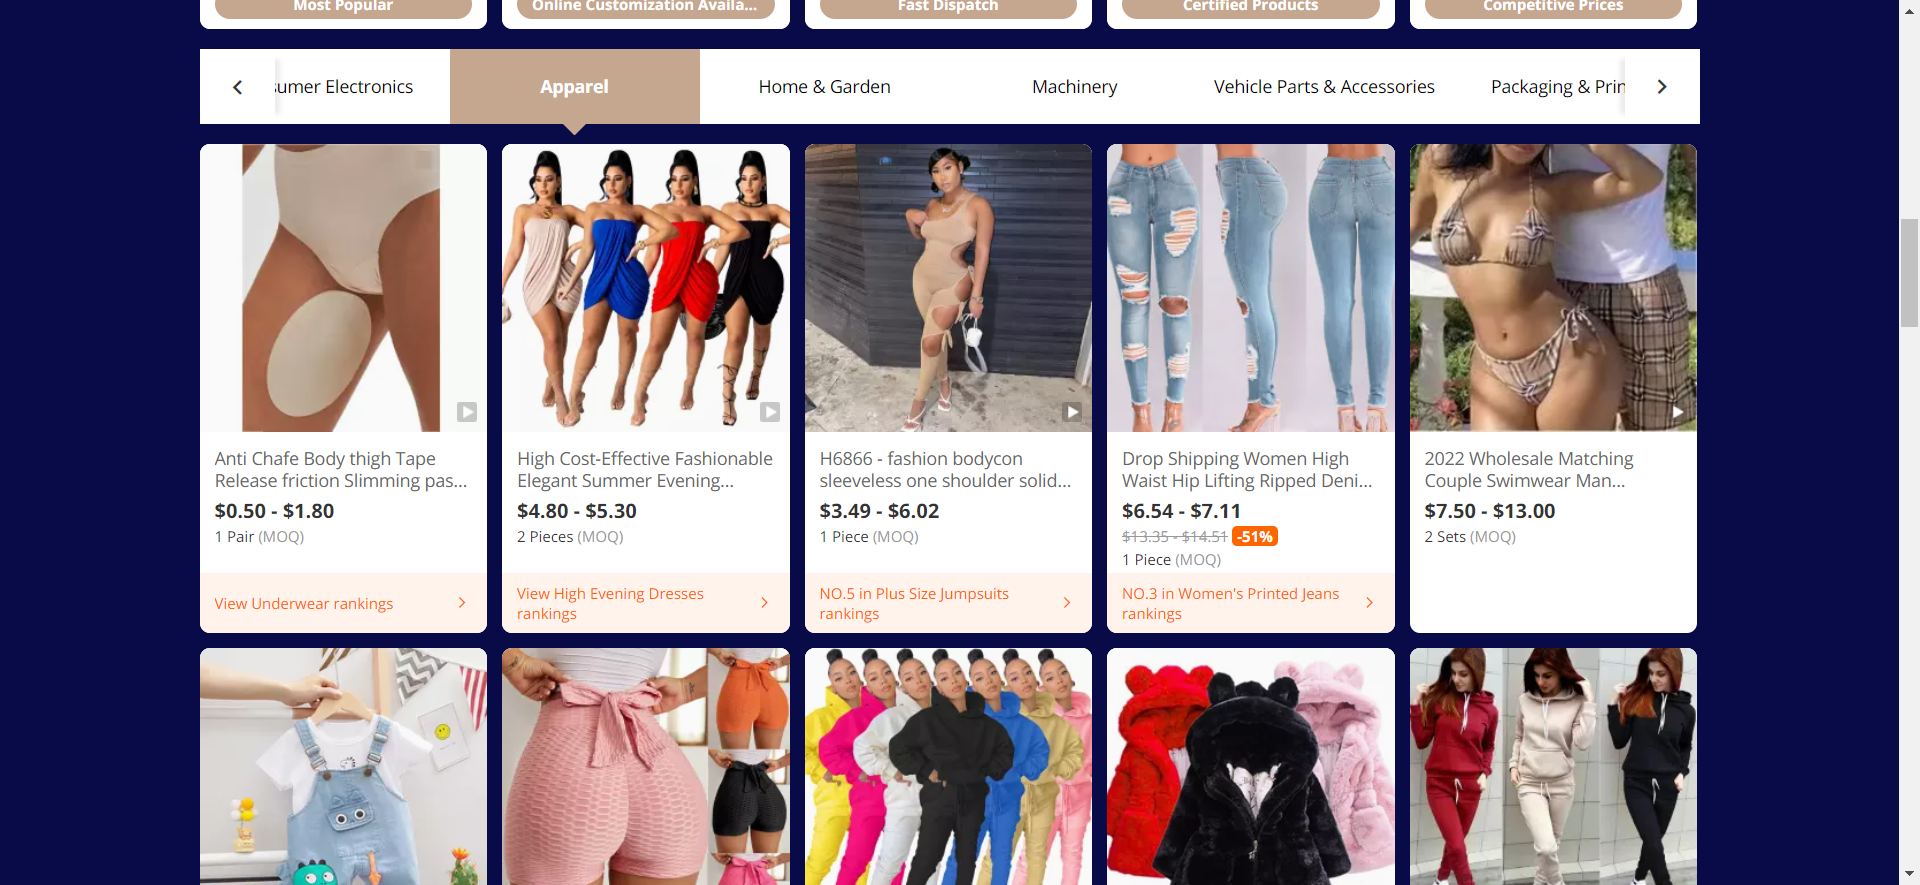 Most Popular
Online Customization Availa...
Fast Dispatch
Certified Products
Competitive Prices
sumer Electronics
Apparel
Home & Garden
Machinery
Vehicle Parts & Accessories
Packaging & Prin
Anti Chafe Body thigh Tape
Release friction Slimming pas...
$0.50 - $1.80
1 Pair (MOQ)
View Underwear rankings
High Cost-Effective Fashionable
Elegant Summer Evening...
$4.80 - $5.30
2 Pieces (MOQ)
View High Evening Dresses
rankings
H6866 - fashion bodycon
sleeveless one shoulder solid...
$3.49 - $6.02
1 Piece (MOQ)
NO.5 in Plus Size Jumpsuits
rankings
Drop Shipping Women High
Waist Hip Lifting Ripped Deni...
$6.54 - $7.11
$13.35 - $14.51 -51%
1 Piece (MOQ)
NO.3 in Women's Printed Jeans
rankings
2022 Wholesale Matching
Couple Swimwear Man...
$7.50 - $13.00
2 Sets (MOQ)